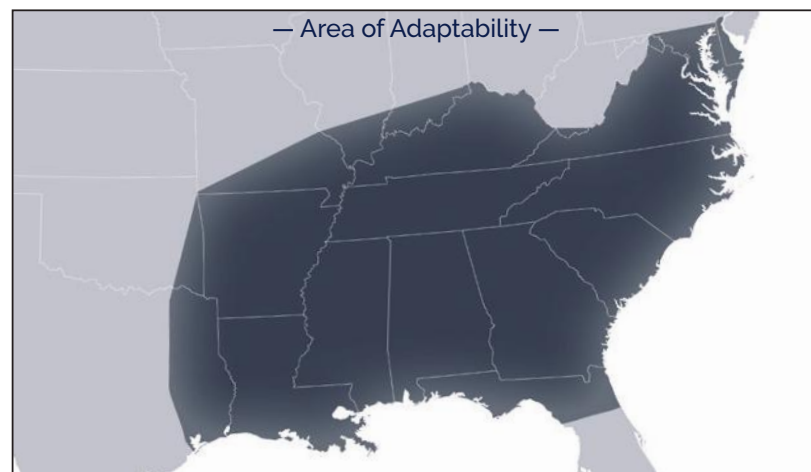 — Area of Adaptability —